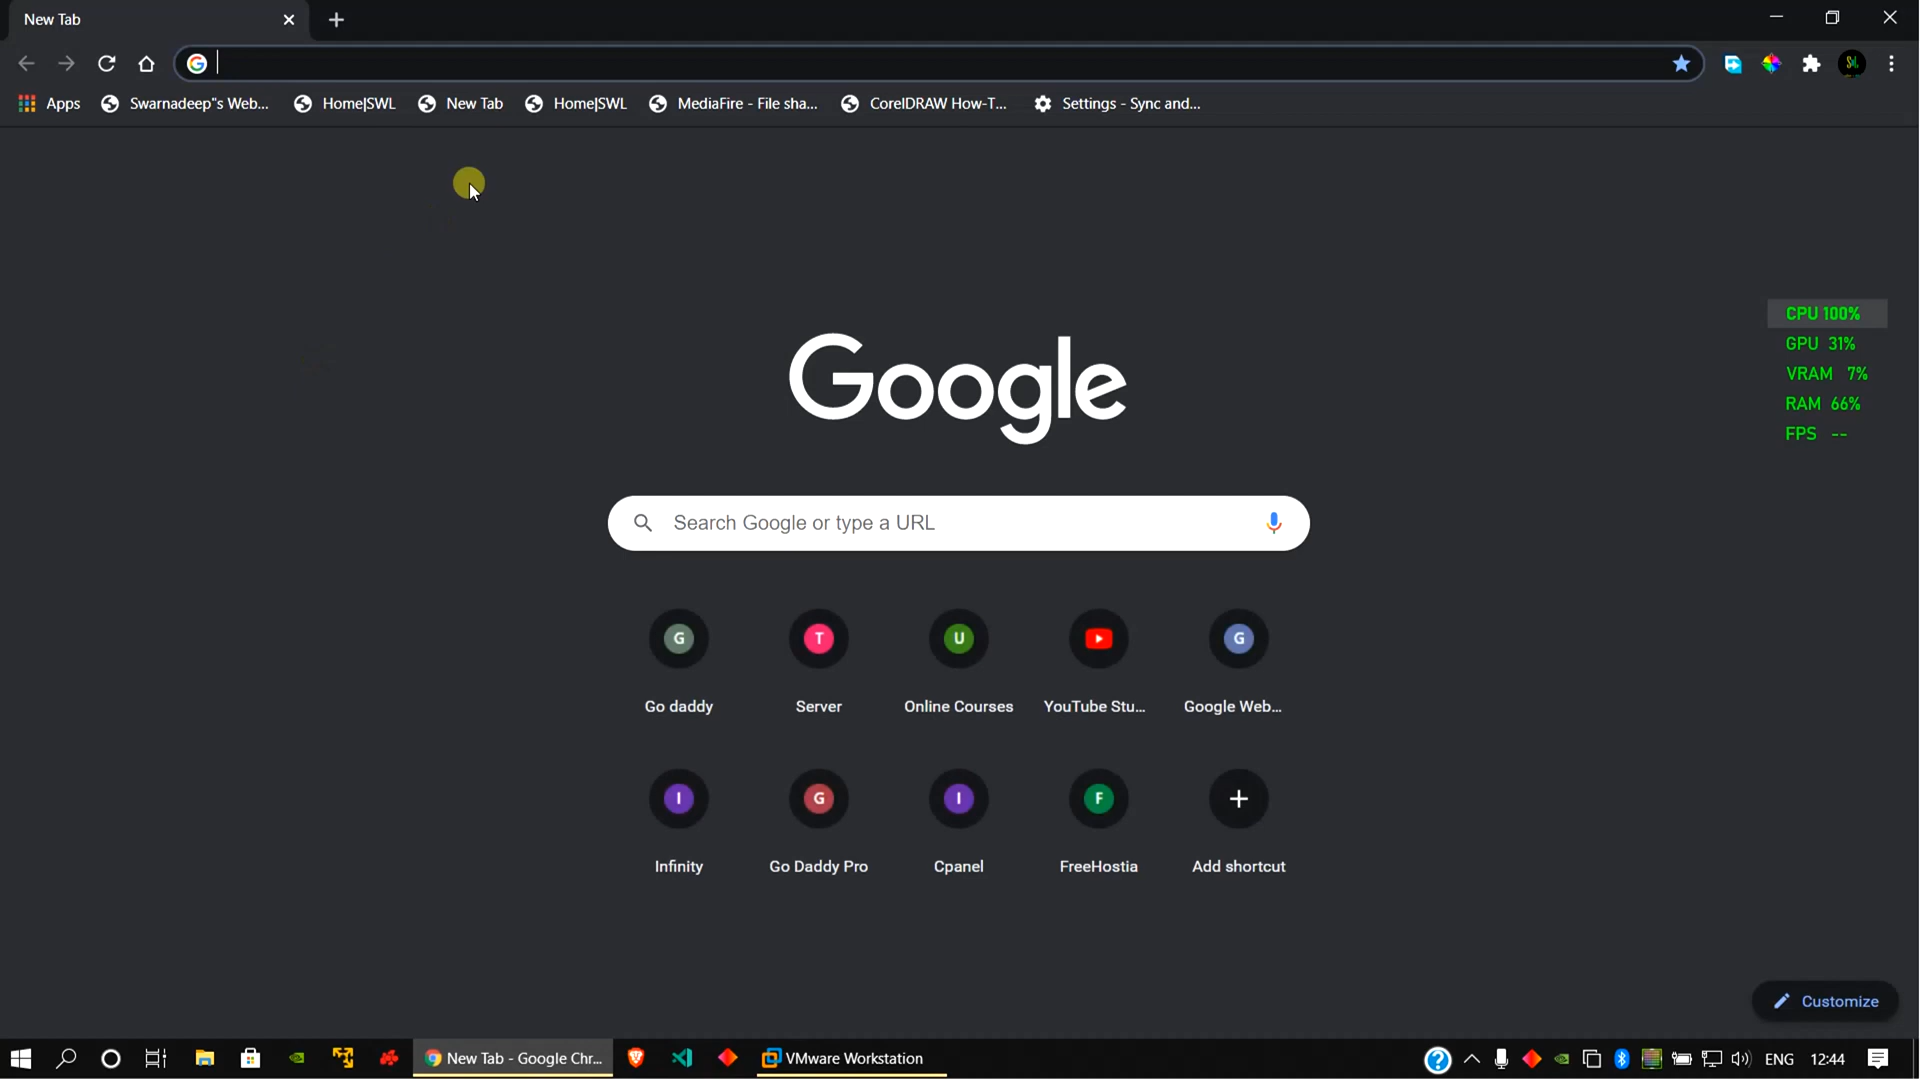 New Tab
Apps
Swarnadeep"s Web...
Home|SWL
New Tab
Home|SWL
MediaFire - File sha...
CorelDRAW How-T...
Settings - Sync and...
CPU 100%
GPU 31%
VRAM 7%
RAM 66%
FPS --
Google
Search Google or type a URL
G
T
U
G
Go daddy
Server
Online Courses
YouTube Stu...
Google Web...
I
G
I
F
Infinity
Go Daddy Pro
Cpanel
FreeHostia
Add shortcut
Customize
New Tab - Google Chr...
VMware Workstation
ENG
12:44